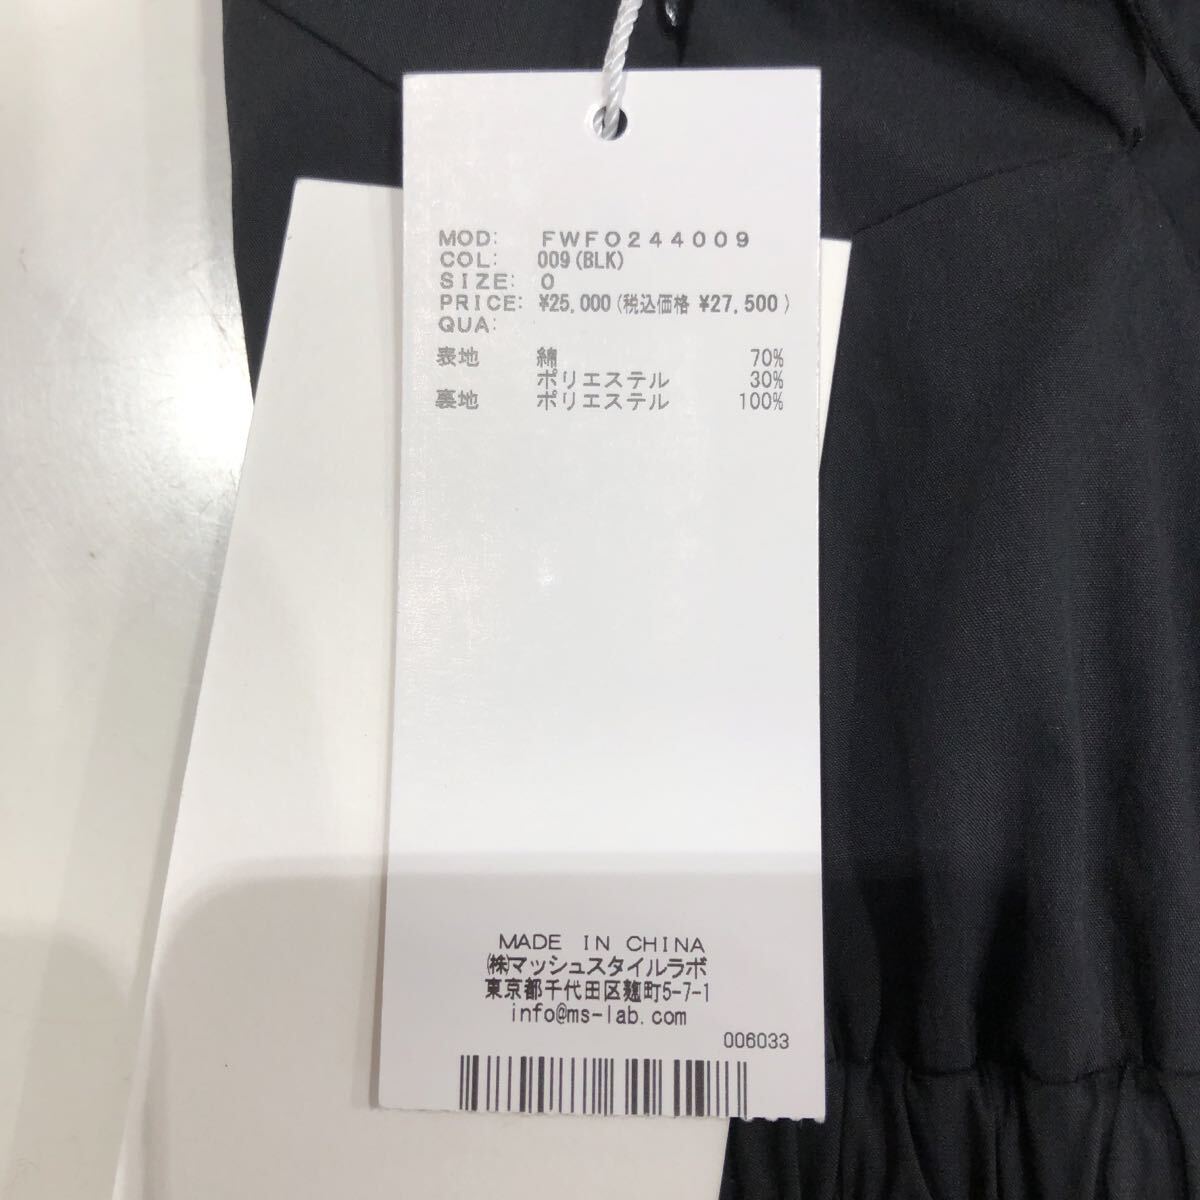 MOD: FWFO244009
COL: 009(BLK)
SIZE: 0
PRICE: ¥25,000(税込価格 ¥27,500)
QUA:
表地 綿 70%
ポリエステル 30%
裏地 ポリエステル 100%
MADE IN CHINA
㈱マッシュスタイルラボ
東京都千代田区麹町5-7-1
info@ms-lab.com
006033